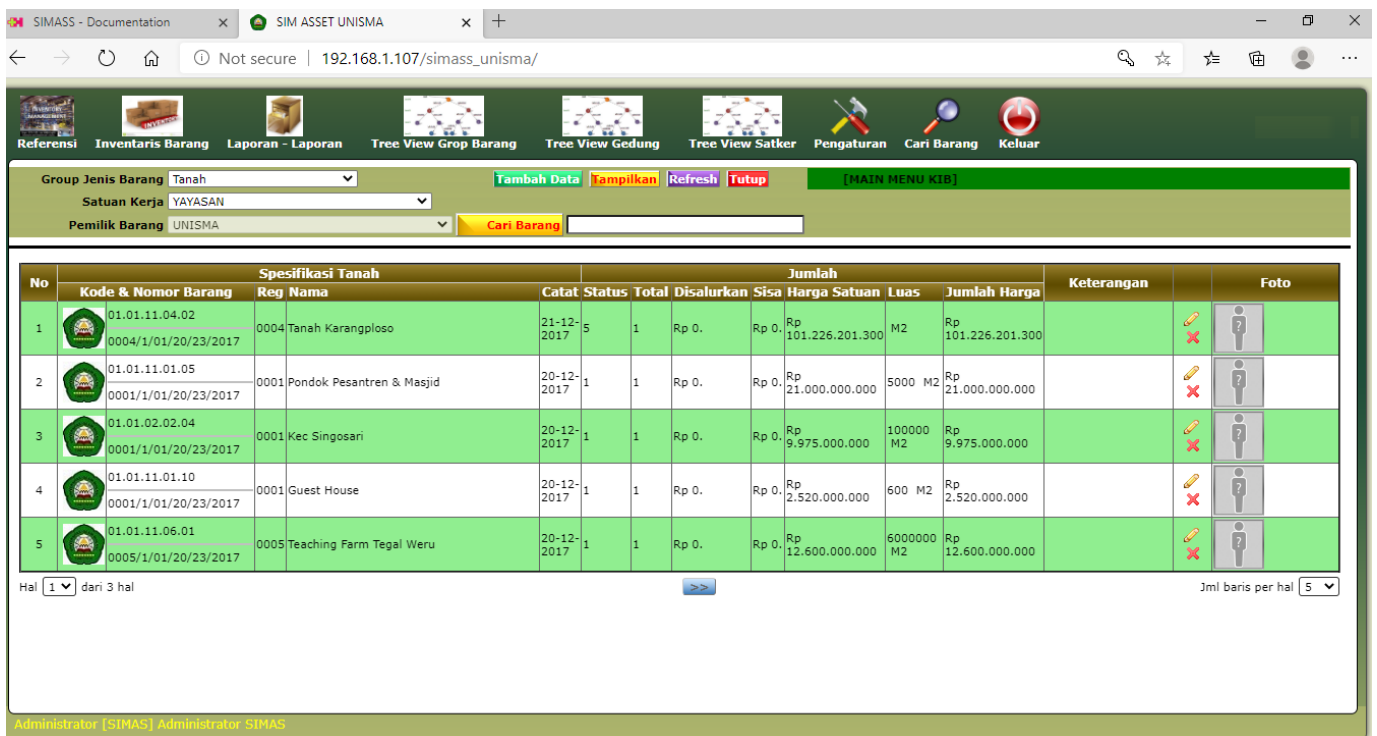 SIMASS - Documentation
SIM ASSET UNISMA
Not secure | 192.168.1.107/simass_unisma/
Referensi Inventaris Barang Laporan - Laporan Tree View Grop Barang Tree View Gedung Tree View Satker Pengaturan Cari Barang Keluar
Group Jenis Barang Tanah Tambah Data Tampilkan Refresh Tutup [MAIN MENU KIB]
Satuan Kerja YAYASAN
Pemilik Barang UNISMA Cari Barang
No Spesifikasi Tanah Jumlah Keterangan Foto
Kode & Nomor Barang Reg Nama Catat Status Total Disalurkan Sisa Harga Satuan Luas Jumlah Harga
1 01.01.11.04.02 0004/1/01/20/23/2017 0004 Tanah Karangploso 21-12-2017 5 1 Rp 0. Rp 0. Rp 101.226.201.300 M2 Rp 101.226.201.300
2 01.01.11.01.05 0001/1/01/20/23/2017 0001 Pondok Pesantren & Masjid 20-12-2017 1 1 Rp 0. Rp 0. Rp 21.000.000.000 5000 M2 Rp 21.000.000.000
3 01.01.02.02.04 0001/1/01/20/23/2017 0001 Kec Singosari 20-12-2017 1 1 Rp 0. Rp 0. Rp 9.975.000.000 100000 M2 Rp 9.975.000.000
4 01.01.11.01.10 0001/1/01/20/23/2017 0001 Guest House 20-12-2017 1 1 Rp 0. Rp 0. Rp 2.520.000.000 600 M2 Rp 2.520.000.000
5 01.01.11.06.01 0005/1/01/20/23/2017 0005 Teaching Farm Tegal Weru 20-12-2017 1 1 Rp 0. Rp 0. Rp 12.600.000.000 6000000 M2 Rp 12.600.000.000
Hal 1 dari 3 hal >> Jml baris per hal 5
Administrator [SIMAS] Administrator SIMAS